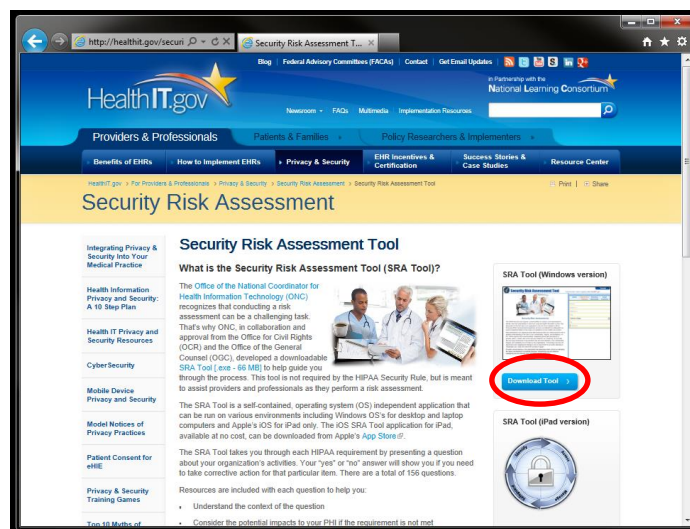 http://healthit.gov/securi
Security Risk Assessment T...
Blog | Federal Advisory Committees (FACAs) | Contact | Get Email Updates
in Partnership with the
National Learning Consortium
HealthIT.gov
Newsroom FAQs Multimedia Implementation Resources
Providers & Professionals
Patients & Families
Policy Researchers & Implementers
Benefits of EHRs
How to Implement EHRs
Privacy & Security
EHR Incentives &
Certification
Success Stories &
Case Studies
Resource Center
HealthIT.gov > For Providers & Professionals > Privacy & Security > Security Risk Assessment > Security Risk Assessment Tool
Print | Share
Security Risk Assessment
Integrating Privacy &
Security Into Your
Medical Practice
Health Information
Privacy and Security:
A 10 Step Plan
Health IT Privacy and
Security Resources
CyberSecurity
Mobile Device
Privacy and Security
Model Notices of
Privacy Practices
Patient Consent for
eHIE
Privacy & Security
Training Games
Top 10 Myths of
Security Risk Assessment Tool
What is the Security Risk Assessment Tool (SRA Tool)?
The Office of the National Coordinator for
Health Information Technology (ONC)
recognizes that conducting a risk
assessment can be a challenging task.
That's why ONC, in collaboration and
approval from the Office for Civil Rights
(OCR) and the Office of the General
Counsel (OGC), developed a downloadable
SRA Tool [.exe - 66 MB] to help guide you
through the process. This tool is not required by the HIPAA Security Rule, but is meant
to assist providers and professionals as they perform a risk assessment.
The SRA Tool is a self-contained, operating system (OS) independent application that
can be run on various environments including Windows OS's for desktop and laptop
computers and Apple's iOS for iPad only. The iOS SRA Tool application for iPad,
available at no cost, can be downloaded from Apple's App Store.
The SRA Tool takes you through each HIPAA requirement by presenting a question
about your organization's activities. Your "yes" or "no" answer will show you if you need
to take corrective action for that particular item. There are a total of 156 questions.
Resources are included with each question to help you:
• Understand the context of the question
• Consider the potential impacts to your PHI if the requirement is not met
SRA Tool (Windows version)
Security Risk Assessment Tool
Download Tool >
SRA Tool (iPad version)